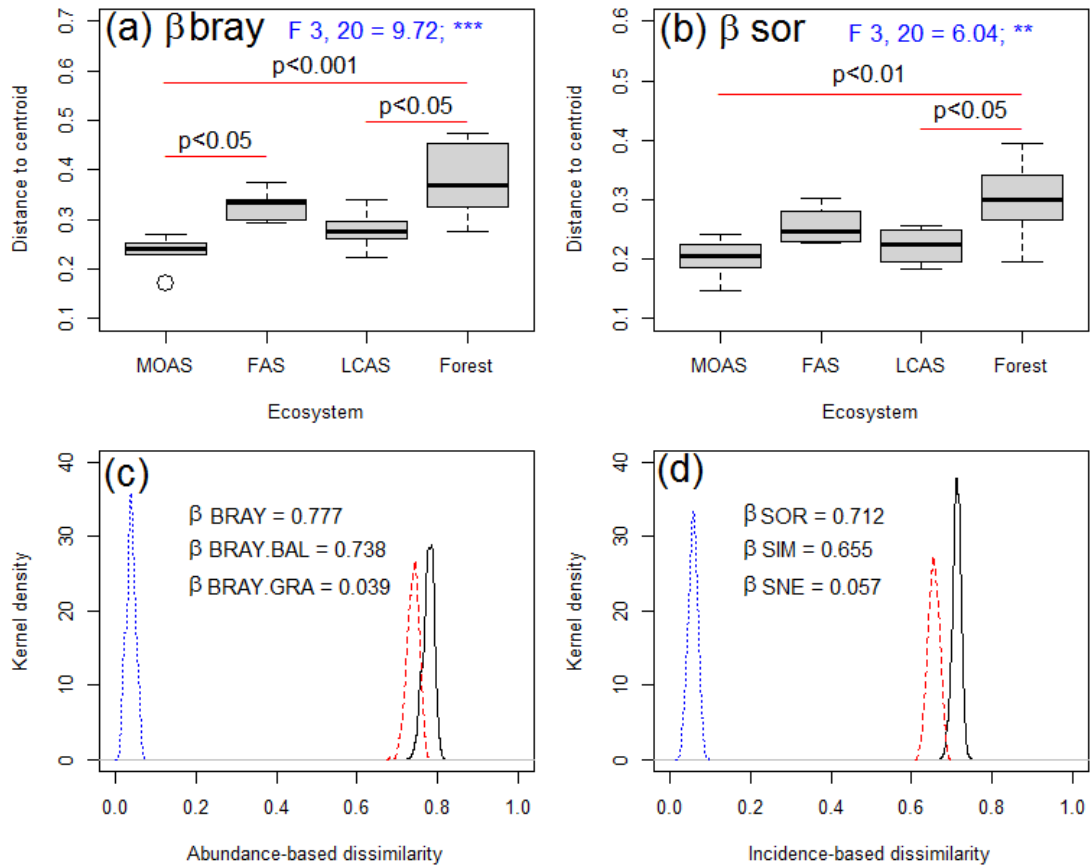 (a) βbray F 3, 20 = 9.72; ***
p<0.001
p<0.05
p<0.05
Distance to centroid
0.7
0.6
0.5
0.4
0.3
0.2
0.1
MOAS FAS LCAS Forest
Ecosystem
(b) β sor F 3, 20 = 6.04; **
p<0.01
p<0.05
Distance to centroid
0.6
0.5
0.4
0.3
0.2
0.1
MOAS FAS LCAS Forest
Ecosystem
(c)
β BRAY = 0.777
β BRAY.BAL = 0.738
β BRAY.GRA = 0.039
Kernel density
40
30
20
10
0
0.0 0.2 0.4 0.6 0.8 1.0
Abundance-based dissimilarity
(d)
β SOR = 0.712
β SIM = 0.655
β SNE = 0.057
Kernel density
40
30
20
10
0
0.0 0.2 0.4 0.6 0.8 1.0
Incidence-based dissimilarity